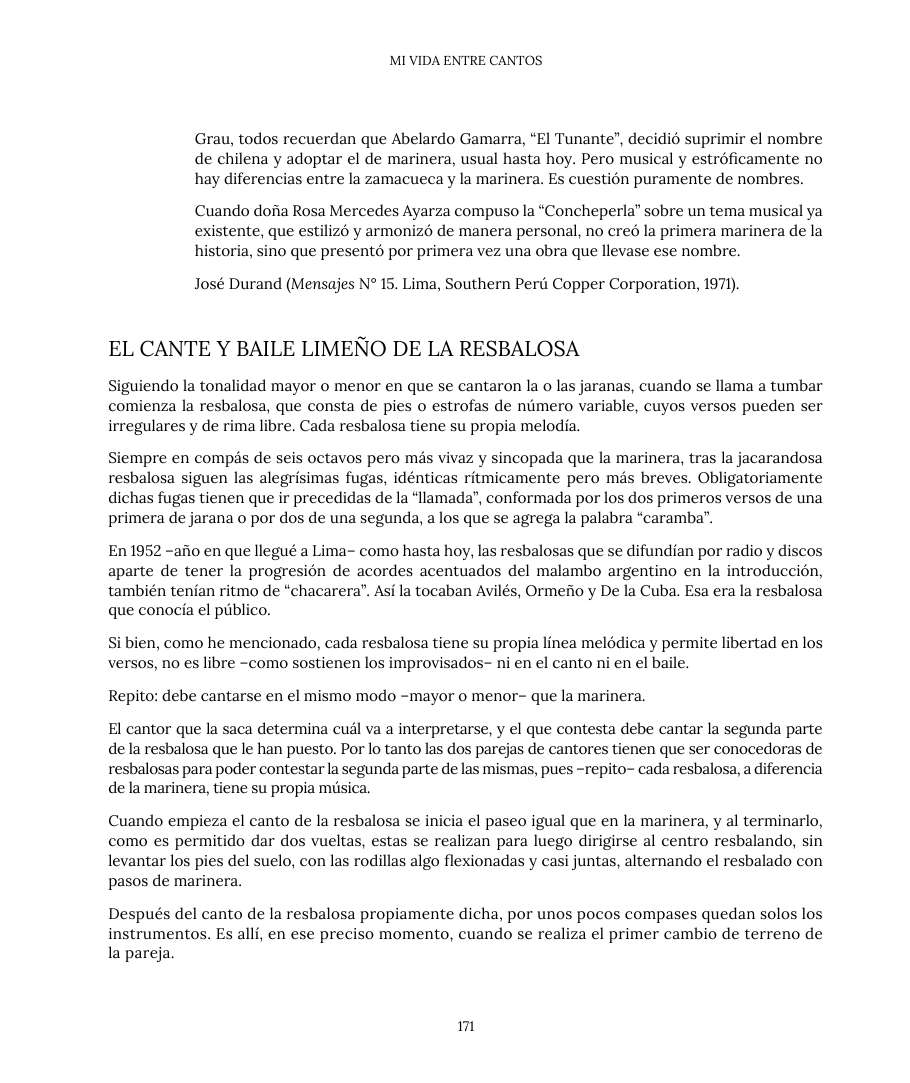 MI VIDA ENTRE CANTOS
Grau, todos recuerdan que Abelardo Gamarra, “El Tunante”, decidió suprimir el nombre
de chilena y adoptar el de marinera, usual hasta hoy. Pero musical y estróficamente no
hay diferencias entre la zamacueca y la marinera. Es cuestión puramente de nombres.
Cuando doña Rosa Mercedes Ayarza compuso la “Concheperla” sobre un tema musical ya
existente, que estilizó y armonizó de manera personal, no creó la primera marinera de la
historia, sino que presentó por primera vez una obra que llevase ese nombre.
José Durand (Mensajes N° 15. Lima, Southern Perú Copper Corporation, 1971).
EL CANTE Y BAILE LIMEÑO DE LA RESBALOSA
Siguiendo la tonalidad mayor o menor en que se cantaron la o las jaranas, cuando se llama a tumbar
comienza la resbalosa, que consta de pies o estrofas de número variable, cuyos versos pueden ser
irregulares y de rima libre. Cada resbalosa tiene su propia melodía.
Siempre en compás de seis octavos pero más vivaz y sincopada que la marinera, tras la jacarandosa
resbalosa siguen las alegrísimas fugas, idénticas rítmicamente pero más breves. Obligatoriamente
dichas fugas tienen que ir precedidas de la “llamada”, conformada por los dos primeros versos de una
primera de jarana o por dos de una segunda, a los que se agrega la palabra “caramba”.
En 1952 –año en que llegué a Lima– como hasta hoy, las resbalosas que se difundían por radio y discos
aparte de tener la progresión de acordes acentuados del malambo argentino en la introducción,
también tenían ritmo de “chacarera”. Así la tocaban Avilés, Ormeño y De la Cuba. Esa era la resbalosa
que conocía el público.
Si bien, como he mencionado, cada resbalosa tiene su propia línea melódica y permite libertad en los
versos, no es libre –como sostienen los improvisados– ni en el canto ni en el baile.
Repito: debe cantarse en el mismo modo –mayor o menor– que la marinera.
El cantor que la saca determina cuál va a interpretarse, y el que contesta debe cantar la segunda parte
de la resbalosa que le han puesto. Por lo tanto las dos parejas de cantores tienen que ser conocedoras de
resbalosas para poder contestar la segunda parte de las mismas, pues –repito– cada resbalosa, a diferencia
de la marinera, tiene su propia música.
Cuando empieza el canto de la resbalosa se inicia el paseo igual que en la marinera, y al terminarlo,
como es permitido dar dos vueltas, estas se realizan para luego dirigirse al centro resbalando, sin
levantar los pies del suelo, con las rodillas algo flexionadas y casi juntas, alternando el resbalado con
pasos de marinera.
Después del canto de la resbalosa propiamente dicha, por unos pocos compases quedan solos los
instrumentos. Es allí, en ese preciso momento, cuando se realiza el primer cambio de terreno de
la pareja.
171